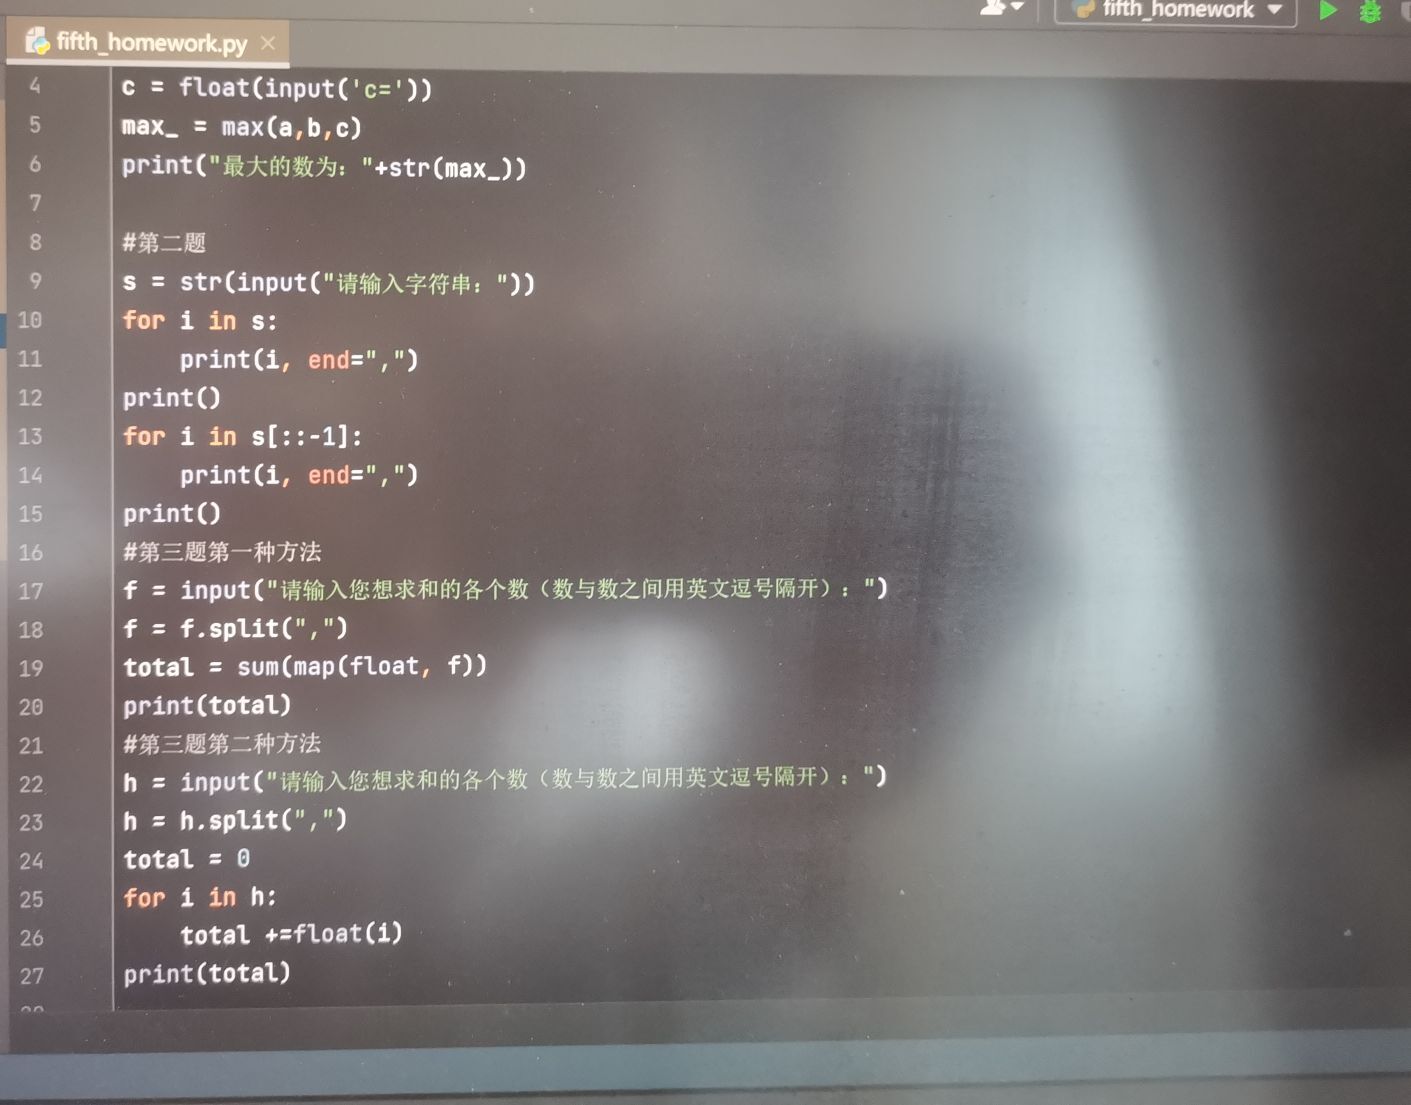 fifth_homework
fifth_homework.py
4 c = float(input('c='))
5 max_ = max(a,b,c)
6 print("最大的数为："+str(max_))
7
8 #第二题
9 s = str(input("请输入字符串："))
10 for i in s:
11     print(i, end=",")
12 print()
13 for i in s[::-1]:
14     print(i, end=",")
15 print()
16 #第三题第一种方法
17 f = input("请输入您想求和的各个数（数与数之间用英文逗号隔开）：")
18 f = f.split(",")
19 total = sum(map(float, f))
20 print(total)
21 #第三题第二种方法
22 h = input("请输入您想求和的各个数（数与数之间用英文逗号隔开）：")
23 h = h.split(",")
24 total = 0
25 for i in h:
26     total +=float(i)
27 print(total)